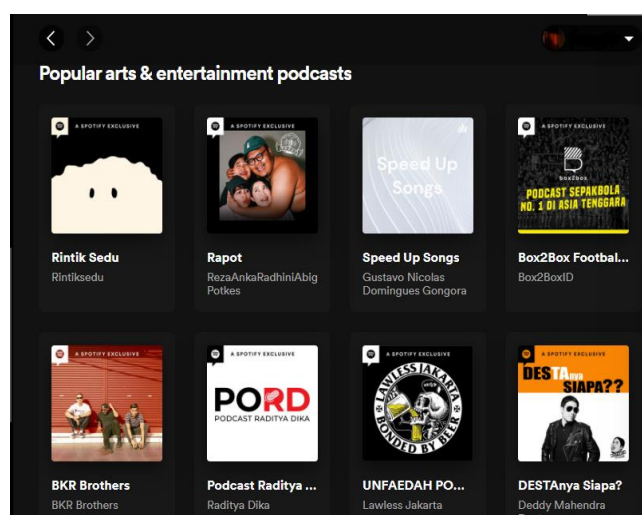 Popular arts & entertainment podcasts
A SPOTIFY EXCLUSIVE
A SPOTIFY EXCLUSIVE
Speed Up
Songs
A SPOTIFY EXCLUSIVE
box2box
PODCAST SEPAKBOLA
NO. 1 DI ASIA TENGGARA
Rintik Sedu
Rintiksedu
Rapot
RezaAnkaRadhiniAbig
Potkes
Speed Up Songs
Gustavo Nicolas
Domingues Gongora
Box2Box Footbal...
Box2BoxID
A SPOTIFY EXCLUSIVE
A SPOTIFY EXCLUSIVE
PORD
PODCAST RADITYA DIKA
A SPOTIFY EXCLUSIVE
LAWLESS JAKARTA
BONDED BY BEER
A SPOTIFY EXCLUSIVE
DESTAnya
SIAPA??
BKR Brothers
BKR Brothers
Podcast Raditya ...
Raditya Dika
UNFAEDAH PO...
Lawless Jakarta
DESTAnya Siapa?
Deddy Mahendra